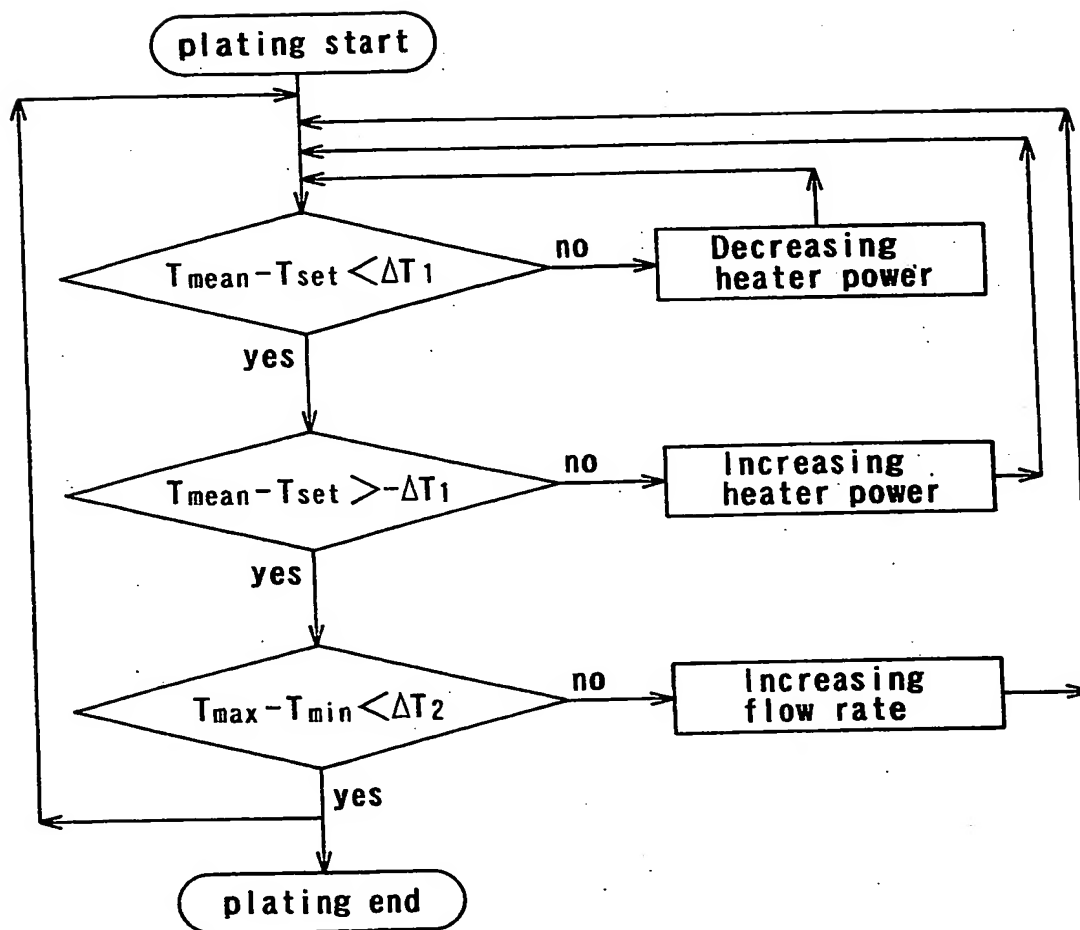 plating start
Tmean-Tset<ΔT1
no
Decreasing
heater power
yes
Tmean-Tset>-ΔT1
no
Increasing
heater power
yes
Tmax-Tmin<ΔT2
no
Increasing
flow rate
yes
plating end